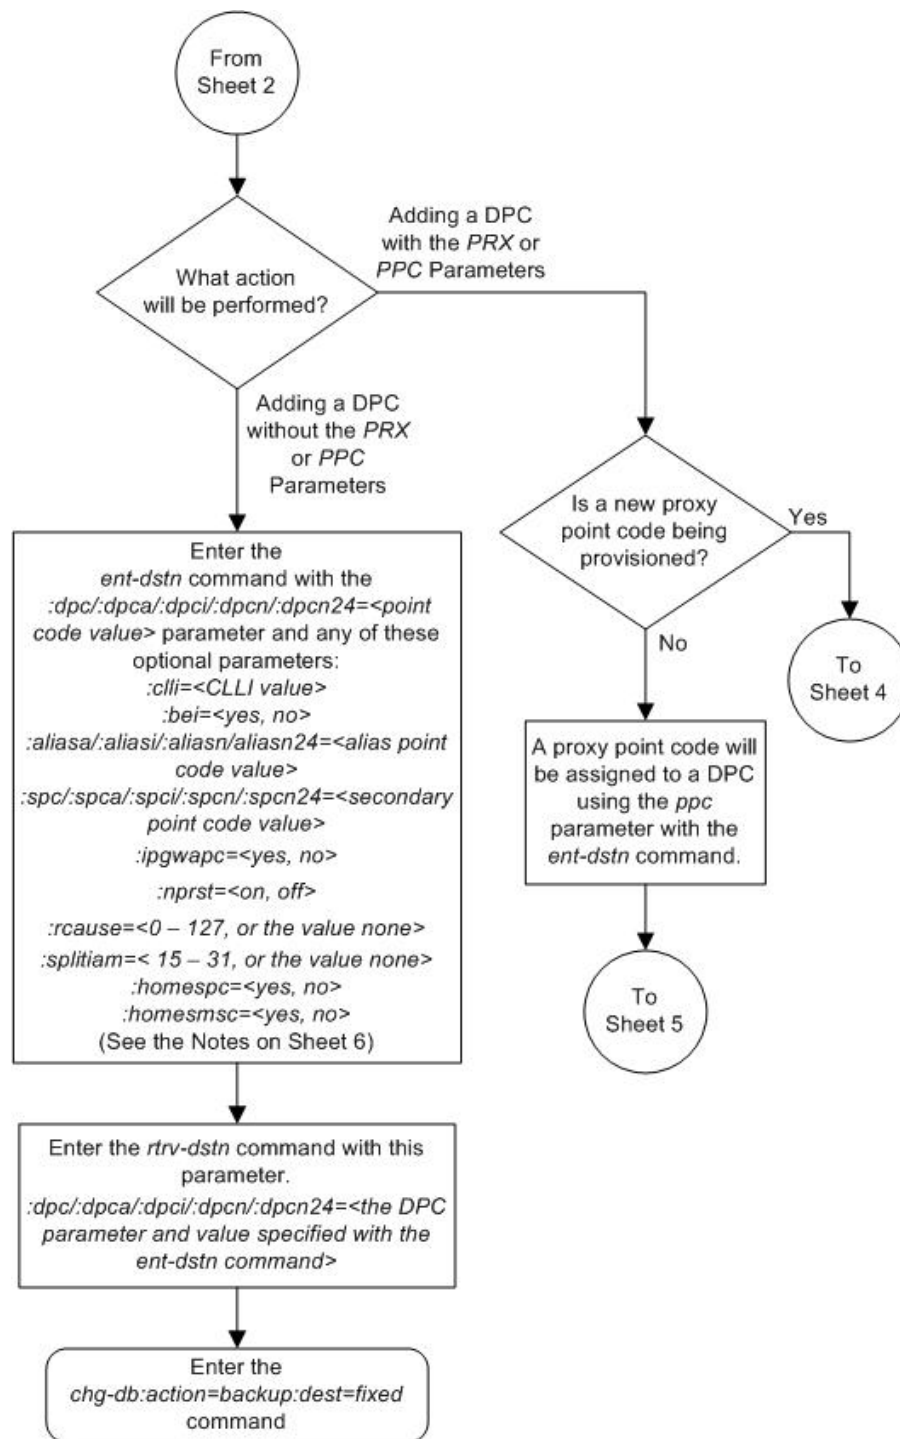 From
Sheet 2
What action
will be performed?
Adding a DPC
with the PRX or
PPC Parameters
Adding a DPC
without the PRX
or PPC
Parameters
Is a new proxy
point code being
provisioned?
Yes
No
To
Sheet 4
Enter the
ent-dstn command with the
:dpc/:dpca/:dpci/:dpcn/:dpcn24=<point
code value> parameter and any of these
optional parameters:
:clli=<CLLI value>
:bei=<yes, no>
:aliasa/:aliasi/:aliasn/aliasn24=<alias point
code value>
:spc/:spca/:spci/:spcn/:spcn24=<secondary
point code value>
:ipgwapc=<yes, no>
:nprst=<on, off>
:rcause=<0 – 127, or the value none>
:splitiam=< 15 – 31, or the value none>
:homespc=<yes, no>
:homesmsc=<yes, no>
(See the Notes on Sheet 6)
A proxy point code will
be assigned to a DPC
using the ppc
parameter with the
ent-dstn command.
To
Sheet 5
Enter the rtrv-dstn command with this
parameter.
:dpc/:dpca/:dpci/:dpcn/:dpcn24=<the DPC
parameter and value specified with the
ent-dstn command>
Enter the
chg-db:action=backup:dest=fixed
command